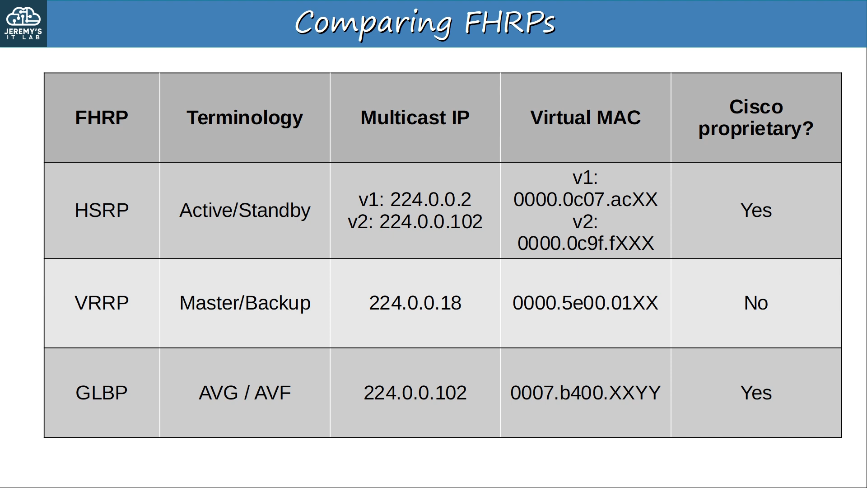 JEREMY'S
IT LAB
Comparing FHRPs
FHRP
Terminology
Multicast IP
Virtual MAC
Cisco
proprietary?
HSRP
Active/Standby
v1: 224.0.0.2
v2: 224.0.0.102
v1:
0000.0c07.acXX
v2:
0000.0c9f.fXXX
Yes
VRRP
Master/Backup
224.0.0.18
0000.5e00.01XX
No
GLBP
AVG / AVF
224.0.0.102
0007.b400.XXYY
Yes